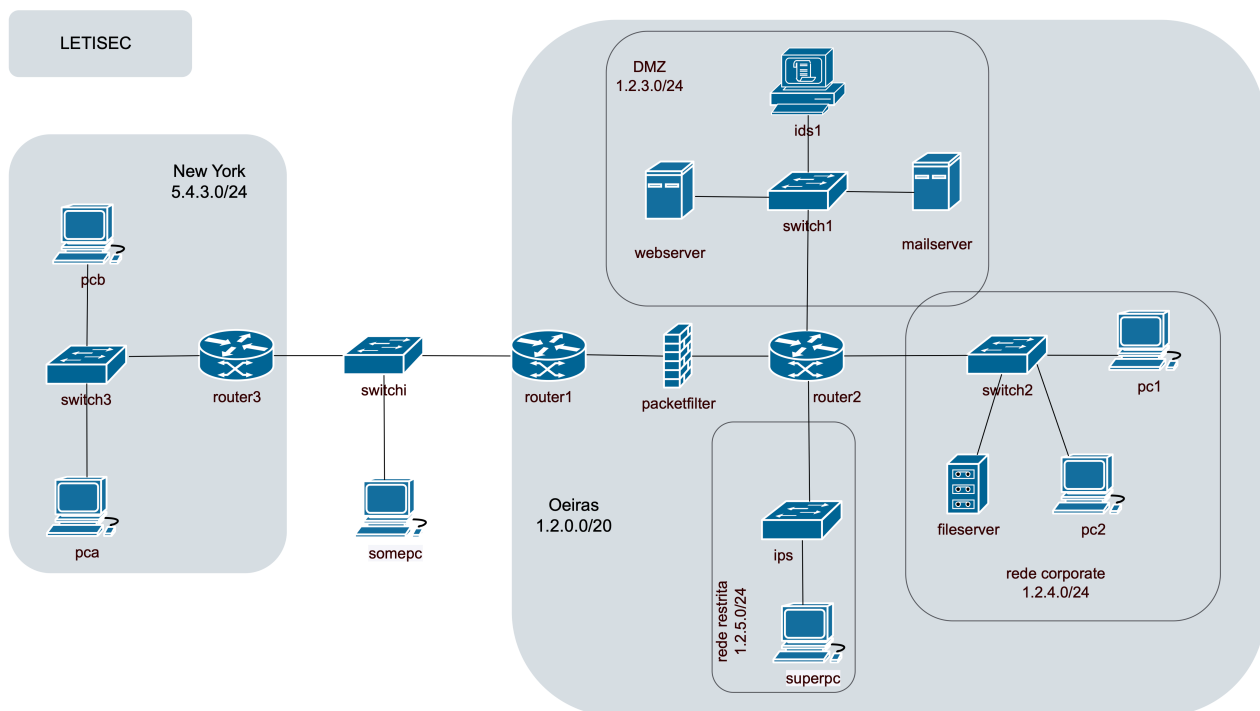 LETISEC
DMZ
1.2.3.0/24
ids1
webserver
switch1
mailserver
New York
5.4.3.0/24
pcb
switch3
router3
pca
switchi
somepc
router1
packetfilter
router2
switch2
pc1
fileserver
pc2
rede corporate
1.2.4.0/24
Oeiras
1.2.0.0/20
ips
rede restrita
1.2.5.0/24
superpc